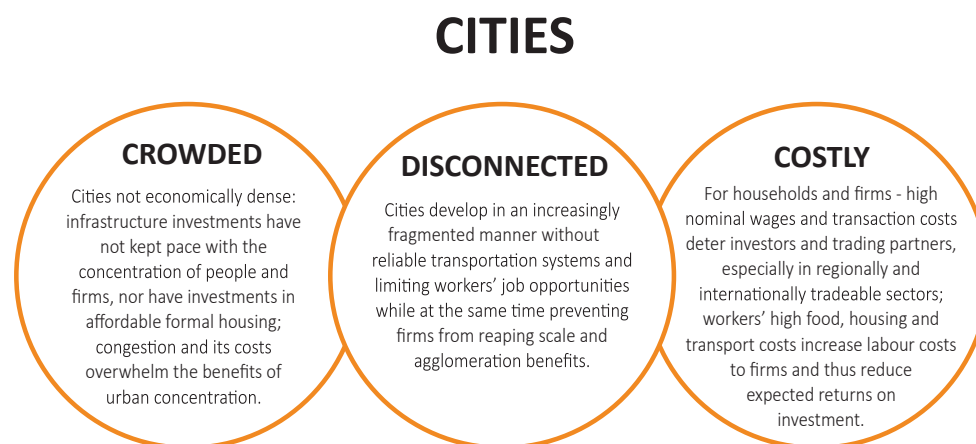 CITIES
CROWDED
Cities not economically dense:
infrastructure investments have
not kept pace with the
concentration of people and
firms, nor have investments in
affordable formal housing;
congestion and its costs
overwhelm the benefits of
urban concentration.
DISCONNECTED
Cities develop in an increasingly
fragmented manner without
reliable transportation systems and
limiting workers’ job opportunities
while at the same time preventing
firms from reaping scale and
agglomeration benefits.
COSTLY
For households and firms - high
nominal wages and transaction costs
deter investors and trading partners,
especially in regionally and
internationally tradeable sectors;
workers’ high food, housing and
transport costs increase labour costs
to firms and thus reduce
expected returns on
investment.